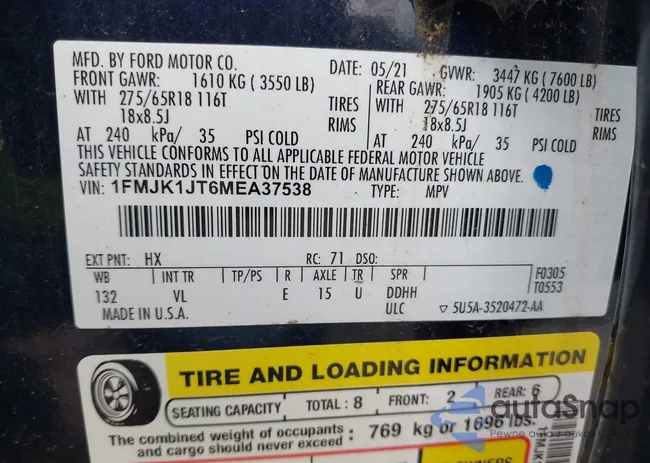 MFD. BY FORD MOTOR CO.
DATE: 05/21 GVWR: 3447 KG (7600 LB)
FRONT GAWR: 1610 KG (3550 LB)
REAR GAWR: 1905 KG (4200 LB)
WITH 275/65R18 116T TIRES
WITH 275/65R18 116T TIRES
18x8.5J RIMS
18x8.5J RIMS
AT 240 kPa/ 35 PSI COLD
AT 240 kPa/ 35 PSI COLD
THIS VEHICLE CONFORMS TO ALL APPLICABLE FEDERAL MOTOR VEHICLE
SAFETY STANDARDS IN EFFECT ON THE DATE OF MANUFACTURE SHOWN ABOVE.
VIN: 1FMJK1JT6MEA37538 TYPE: MPV
EXT PNT: HX RC: 71 DSO:
WB INT TR TP/PS R AXLE TR SPR F0305
132 VL E 15 U DDHH T0553
MADE IN U.S.A. ULC ▽ 5U5A-3520472-AA
TIRE AND LOADING INFORMATION
SEATING CAPACITY TOTAL : 8 FRONT: 2 REAR: 6
The combined weight of occupants and cargo should never exceed : 769 kg or 1696 lbs.
OWNERS
autoSnap